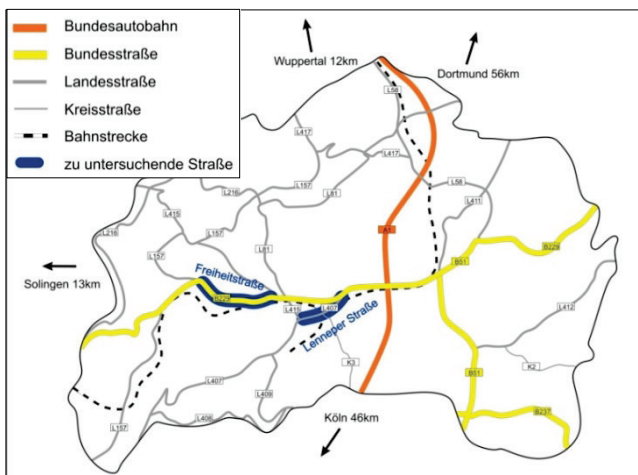 Bundesautobahn
Bundesstraße
Landesstraße
Kreisstraße
Bahnstrecke
zu untersuchende Straße
Wuppertal 12km
Dortmund 56km
L58
L417
L417
L157
L216
L81
L58
L415
L411
L216
L157
A1
B229
L157
L81
B51
Solingen 13km
Freiheitstraße
B229
L415
L407
L412
Lenneper Straße
K3
K2
L407
B51
L409
L408
B237
L157
Köln 46km